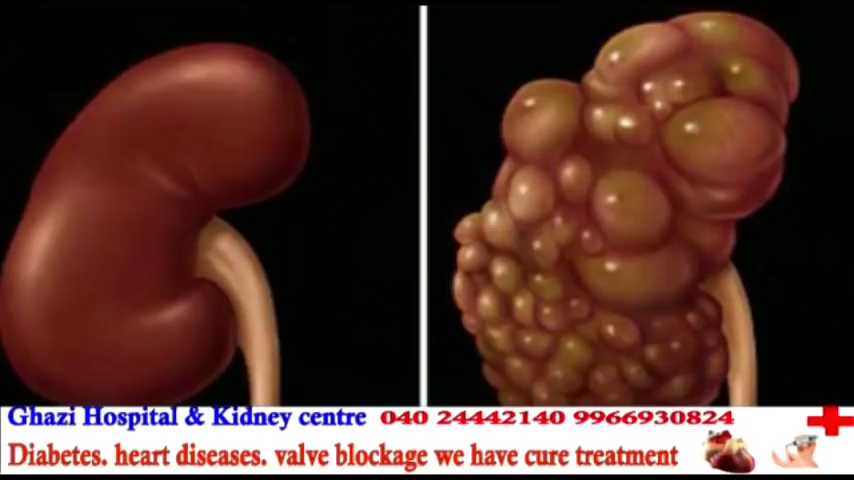 Ghazi Hospital & Kidney centre 040 24442140 9966930824
Diabetes. heart diseases. valve blockage we have cure treatment